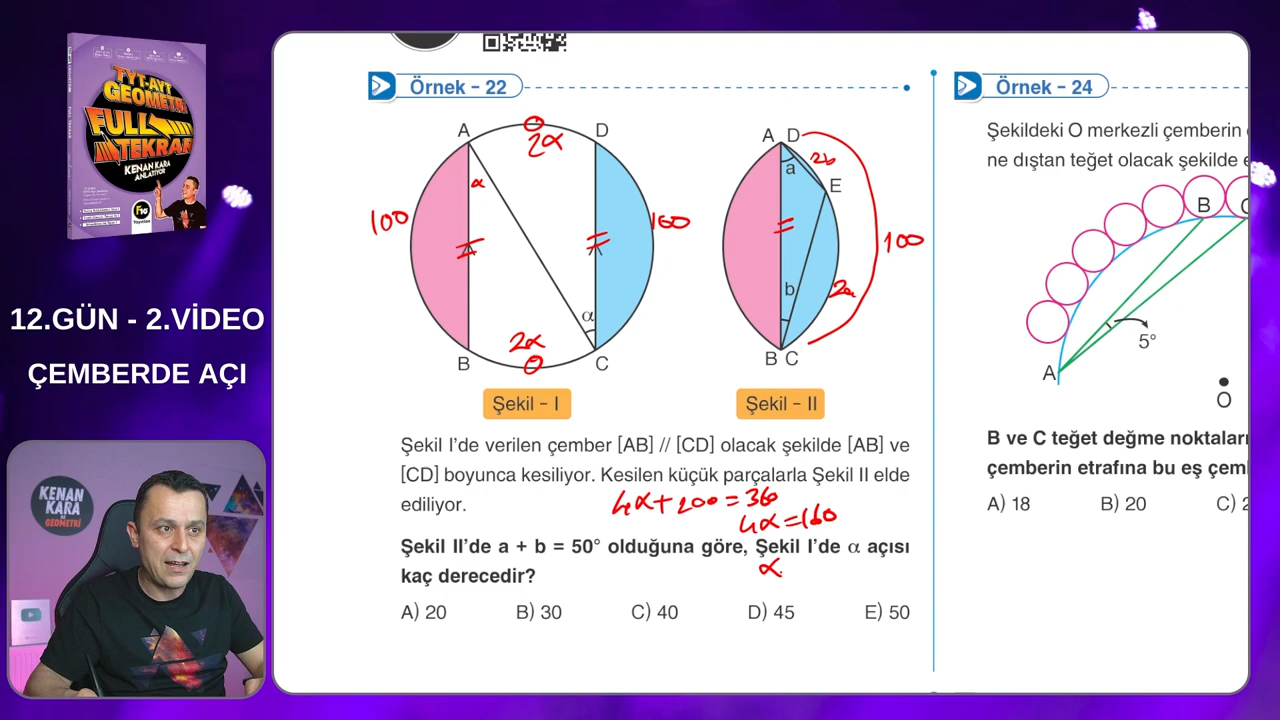 TYT-AYT
GEOMETRİ
FULL
TEKRAR
KENAN KARA
ANLATIYOR
12.GÜN - 2.VİDEO
ÇEMBERDE AÇI
KENAN
KARA
GEOMETRİ
Örnek - 22
A
D
2α
α
100
100
α
2α
B
C
Şekil - I
A D
a
2b
E
100
b
2a
B C
Şekil - II
Şekil I'de verilen çember [AB] // [CD] olacak şekilde [AB] ve
[CD] boyunca kesiliyor. Kesilen küçük parçalarla Şekil II elde
ediliyor.
4α+200=360
4α=160
Şekil II'de a + b = 50° olduğuna göre, Şekil I'de α açısı
kaç derecedir?
α
A) 20 B) 30 C) 40 D) 45 E) 50
Örnek - 24
Şekildeki O merkezli çemberin
ne dıştan teğet olacak şekilde
B
C
5°
A
O
B ve C teğet değme noktaları
çemberin etrafına bu eş çem
A) 18 B) 20 C) 2